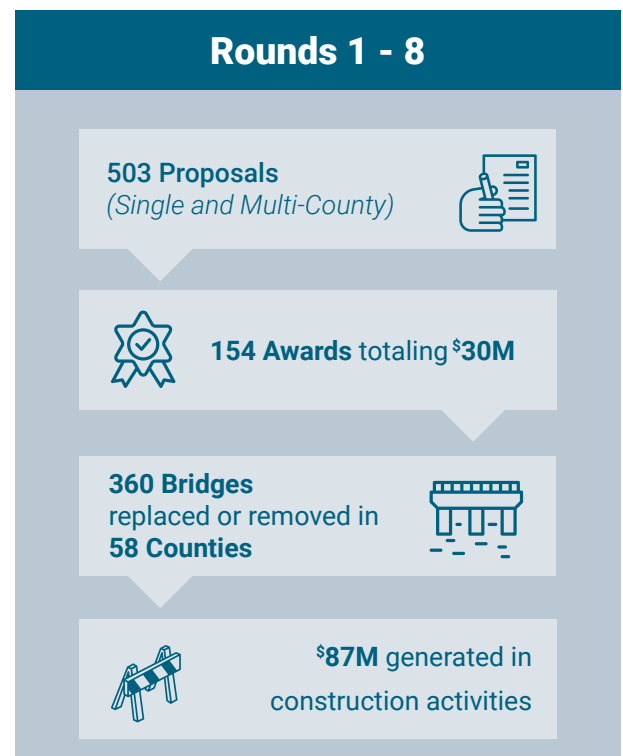 Rounds 1 - 8
503 Proposals
(Single and Multi-County)
154 Awards totaling $30M
360 Bridges
replaced or removed in
58 Counties
$87M generated in
construction activities